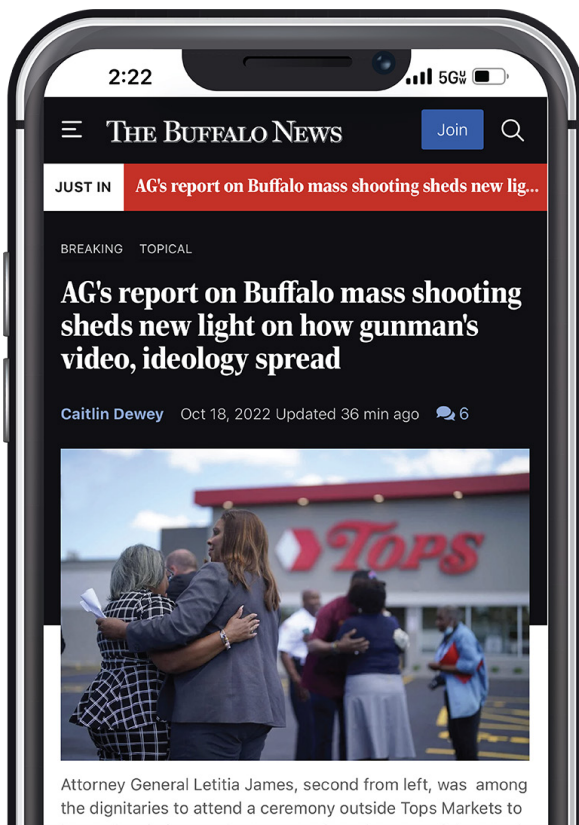 2:22
5GUW
THE BUFFALO NEWS
Join
JUST IN
AG's report on Buffalo mass shooting sheds new lig...
BREAKING TOPICAL
AG's report on Buffalo mass shooting
sheds new light on how gunman's
video, ideology spread
Caitlin Dewey Oct 18, 2022 Updated 36 min ago 6
TOPS
Attorney General Letitia James, second from left, was among
the dignitaries to attend a ceremony outside Tops Markets to